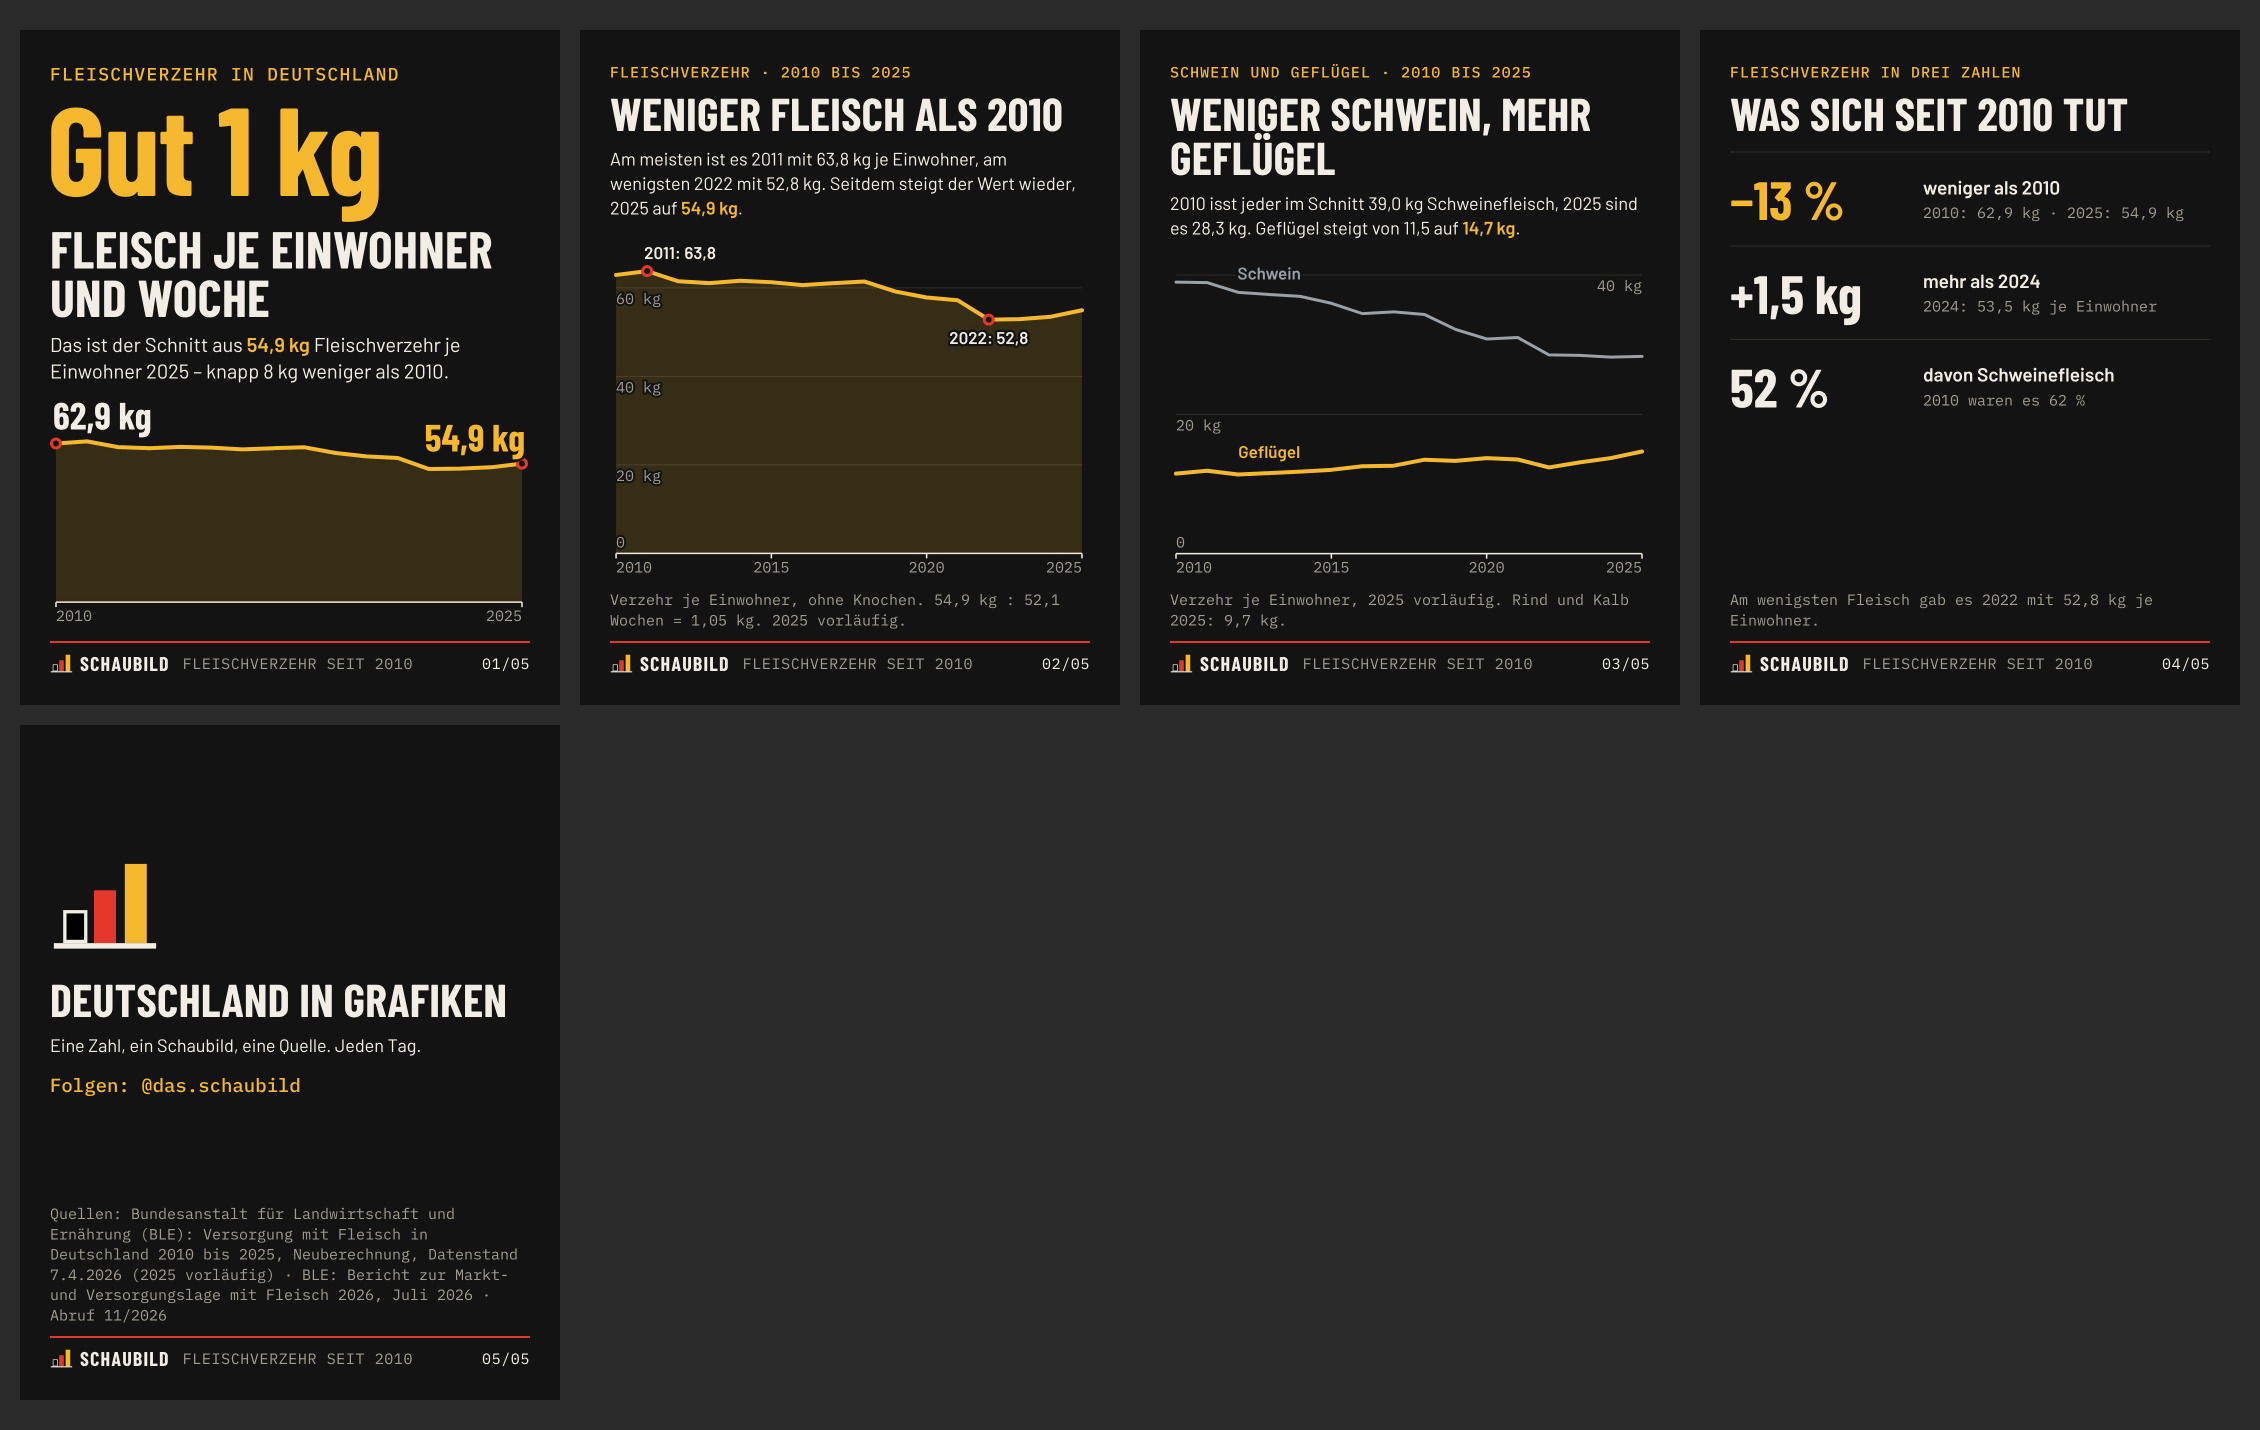 FLEISCHVERZEHR IN DEUTSCHLAND
Gut 1 kg
FLEISCH JE EINWOHNER
UND WOCHE
Das ist der Schnitt aus 54,9 kg Fleischverzehr je
Einwohner 2025 – knapp 8 kg weniger als 2010.
62,9 kg
54,9 kg
2010
2025
SCHAUBILD FLEISCHVERZEHR SEIT 2010 01/05
FLEISCHVERZEHR · 2010 BIS 2025
WENIGER FLEISCH ALS 2010
Am meisten ist es 2011 mit 63,8 kg je Einwohner, am
wenigsten 2022 mit 52,8 kg. Seitdem steigt der Wert wieder,
2025 auf 54,9 kg.
2011: 63,8
60 kg
2022: 52,8
40 kg
20 kg
0
2010 2015 2020 2025
Verzehr je Einwohner, ohne Knochen. 54,9 kg : 52,1
Wochen = 1,05 kg. 2025 vorläufig.
SCHAUBILD FLEISCHVERZEHR SEIT 2010 02/05
SCHWEIN UND GEFLÜGEL · 2010 BIS 2025
WENIGER SCHWEIN, MEHR
GEFLÜGEL
2010 isst jeder im Schnitt 39,0 kg Schweinefleisch, 2025 sind
es 28,3 kg. Geflügel steigt von 11,5 auf 14,7 kg.
Schwein
40 kg
20 kg
Geflügel
0
2010 2015 2020 2025
Verzehr je Einwohner, 2025 vorläufig. Rind und Kalb
2025: 9,7 kg.
SCHAUBILD FLEISCHVERZEHR SEIT 2010 03/05
FLEISCHVERZEHR IN DREI ZAHLEN
WAS SICH SEIT 2010 TUT
–13 %
weniger als 2010
2010: 62,9 kg · 2025: 54,9 kg
+1,5 kg
mehr als 2024
2024: 53,5 kg je Einwohner
52 %
davon Schweinefleisch
2010 waren es 62 %
Am wenigsten Fleisch gab es 2022 mit 52,8 kg je
Einwohner.
SCHAUBILD FLEISCHVERZEHR SEIT 2010 04/05
DEUTSCHLAND IN GRAFIKEN
Eine Zahl, ein Schaubild, eine Quelle. Jeden Tag.
Folgen: @das.schaubild
Quellen: Bundesanstalt für Landwirtschaft und
Ernährung (BLE): Versorgung mit Fleisch in
Deutschland 2010 bis 2025, Neuberechnung, Datenstand
7.4.2026 (2025 vorläufig) · BLE: Bericht zur Markt-
und Versorgungslage mit Fleisch 2026, Juli 2026 ·
Abruf 11/2026
SCHAUBILD FLEISCHVERZEHR SEIT 2010 05/05